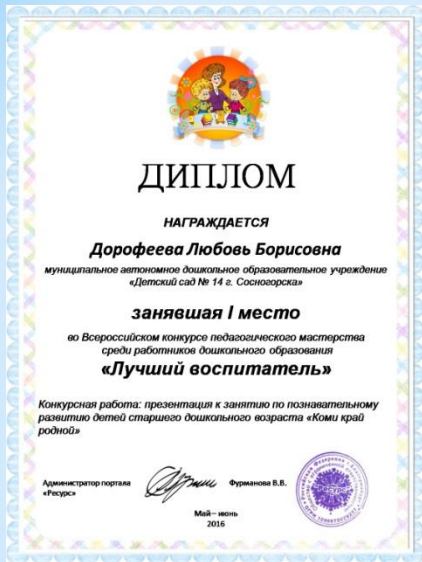 ДИПЛОМ
НАГРАЖДАЕТСЯ
Дорофеева Любовь Борисовна
муниципальное автономное дошкольное образовательное учреждение
«Детский сад № 14 г. Сосногорска»
занявшая I место
во Всероссийском конкурсе педагогического мастерства
среди работников дошкольного образования
«Лучший воспитатель»
Конкурсная работа: презентация к занятию по познавательному
развитию детей старшего дошкольного возраста «Коми край
родной»
Администратор портала Фурманова В.В.
«Ресурс»
Май– июнь
2016